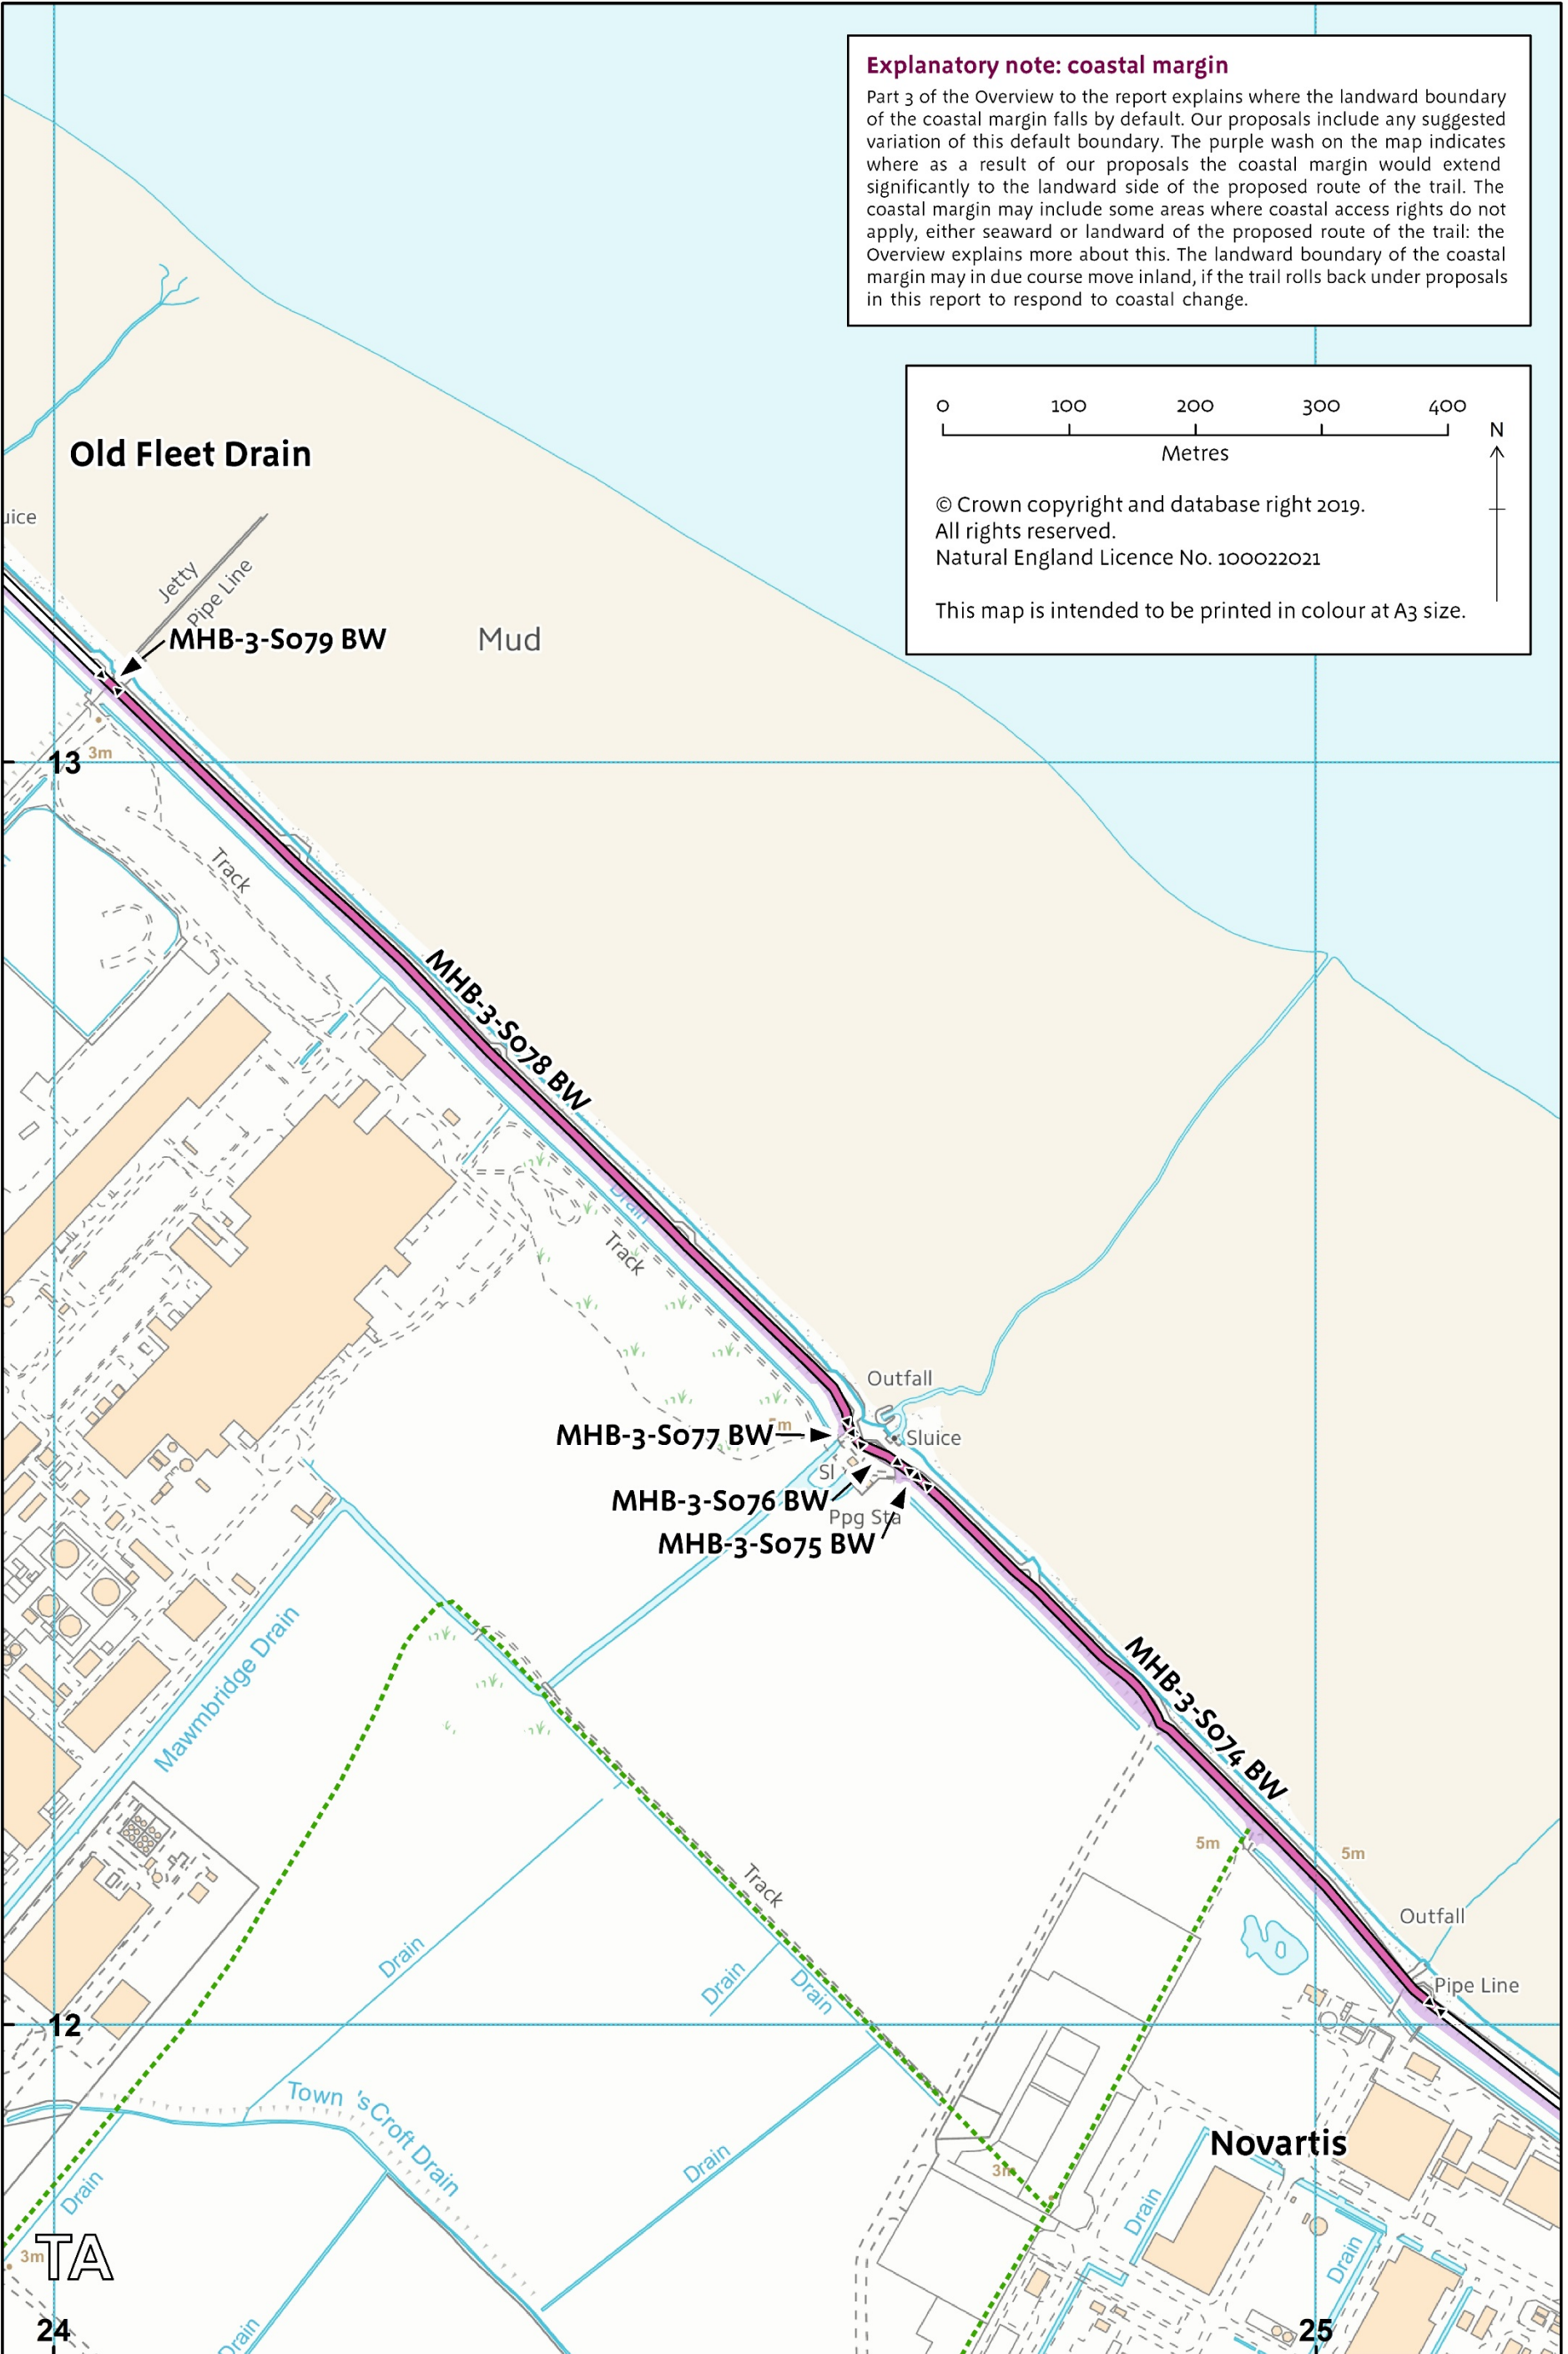 Explanatory note: coastal margin
Part 3 of the Overview to the report explains where the landward boundary
of the coastal margin falls by default. Our proposals include any suggested
variation of this default boundary. The purple wash on the map indicates
where as a result of our proposals the coastal margin would extend
significantly to the landward side of the proposed route of the trail. The
coastal margin may include some areas where coastal access rights do not
apply, either seaward or landward of the proposed route of the trail: the
Overview explains more about this. The landward boundary of the coastal
margin may in due course move inland, if the trail rolls back under proposals
in this report to respond to coastal change.
0 100 200 300 400
Metres
N
© Crown copyright and database right 2019.
All rights reserved.
Natural England Licence No. 100022021
This map is intended to be printed in colour at A3 size.
Old Fleet Drain
Jetty
Pipe Line
MHB-3-S079 BW
Mud
13
3m
Track
MHB-3-S078 BW
Drain
Track
Outfall
MHB-3-S077 BW
Sluice
Sl
MHB-3-S076 BW
Ppg Sta
MHB-3-S075 BW
Mawmbridge Drain
MHB-3-S074 BW
5m
5m
Track
Outfall
Drain
Drain
Drain
Pipe Line
12
Town 'sCroft Drain
Drain
Drain
Novartis
3m
Drain
Drain
3m
TA
Drain
24
25